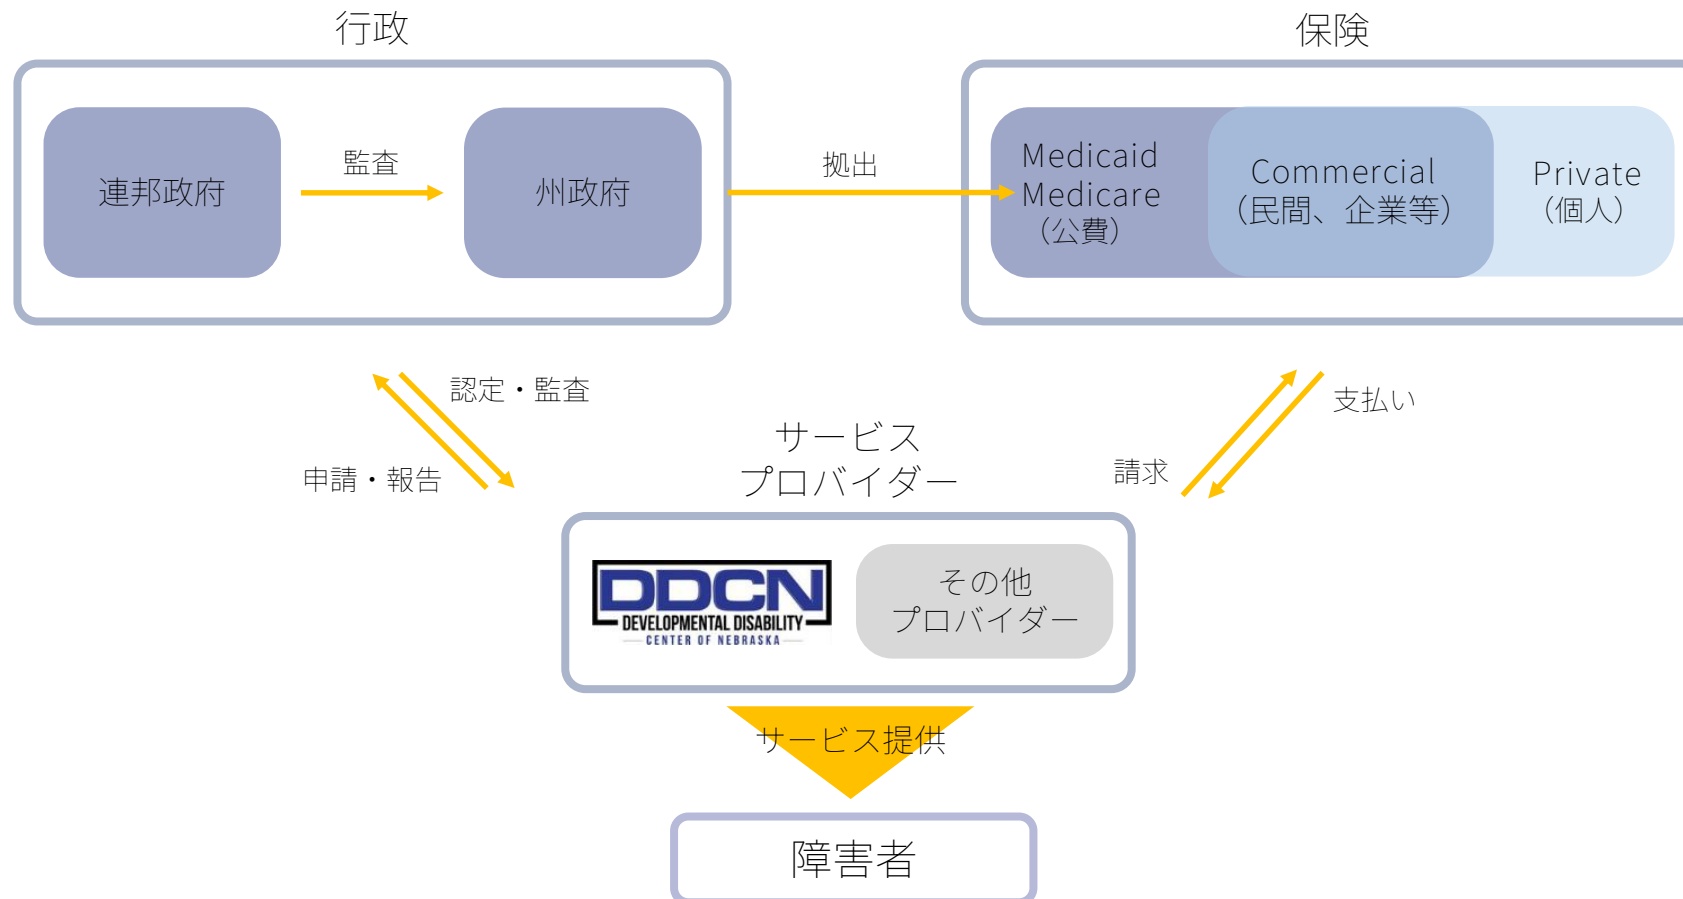 行政
保険
連邦政府
監査
州政府
拠出
Medicaid
Medicare
（公費）
Commercial
（民間、企業等）
Private
（個人）
認定・監査
申請・報告
サービス
プロバイダー
請求
支払い
DDCN
DEVELOPMENTAL DISABILITY
CENTER OF NEBRASKA
その他
プロバイダー
サービス提供
障害者